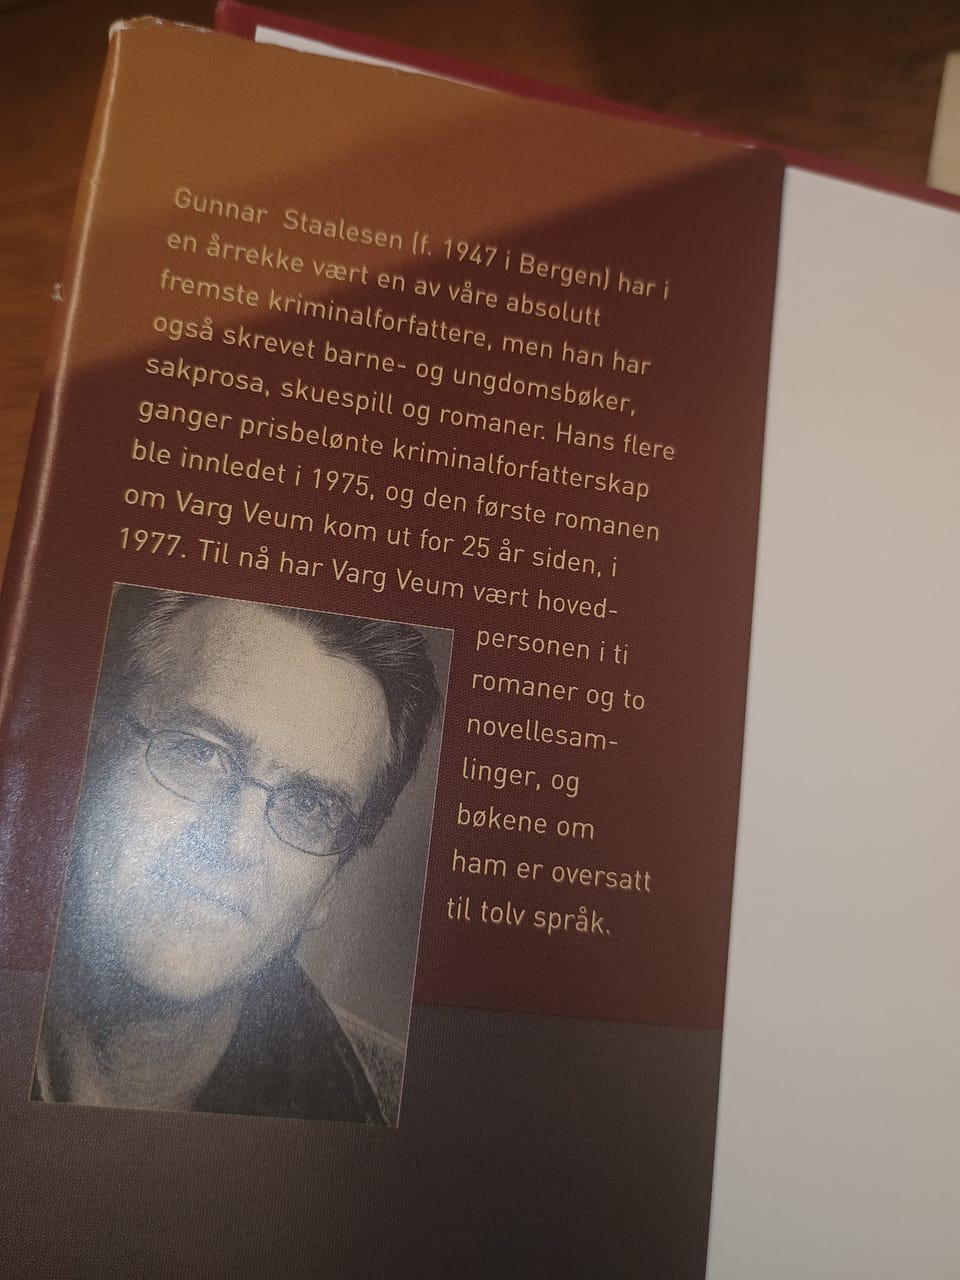 Gunnar Staalesen (f. 1947 i Bergen) har i
en årrekke vært en av våre absolutt
fremste kriminalforfattere, men han har
også skrevet barne- og ungdomsbøker,
sakprosa, skuespill og romaner. Hans flere
ganger prisbelønte kriminalforfatterskap
ble innledet i 1975, og den første romanen
om Varg Veum kom ut for 25 år siden, i
1977. Til nå har Varg Veum vært hoved-
personen i ti
romaner og to
novellesam-
linger, og
bøkene om
ham er oversatt
til tolv språk.